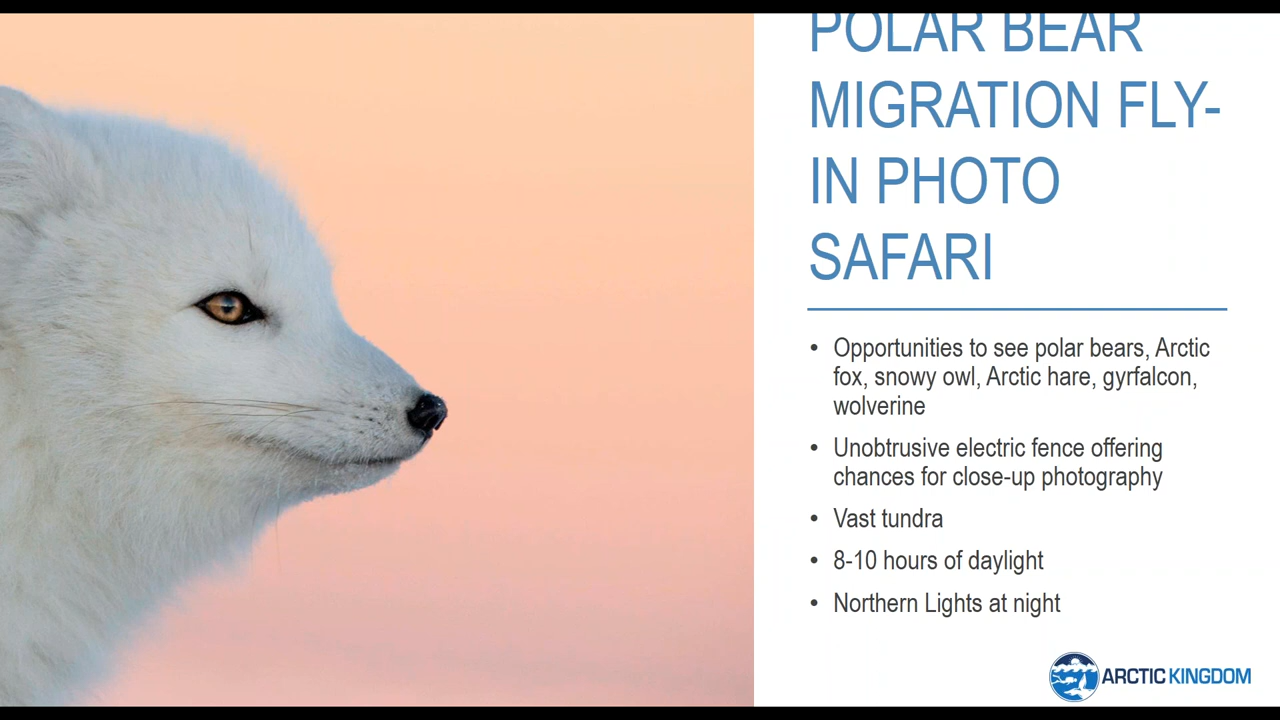 POLAR BEAR
MIGRATION FLY-
IN PHOTO
SAFARI
• Opportunities to see polar bears, Arctic
fox, snowy owl, Arctic hare, gyrfalcon,
wolverine
• Unobtrusive electric fence offering
chances for close-up photography
• Vast tundra
• 8-10 hours of daylight
• Northern Lights at night
ARCTIC KINGDOM